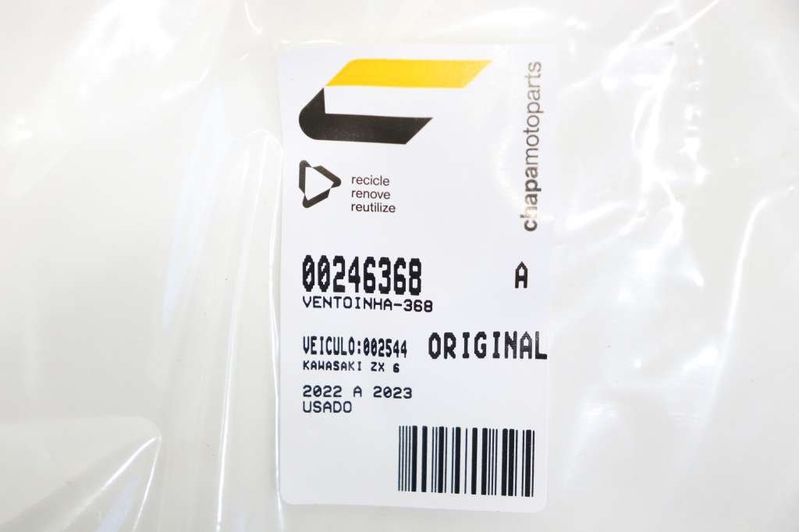 chapamotoparts
recicle
renove
reutilize
00246368 A
VENTOINHA-368
VEICULO:002544 ORIGINAL
KAWASAKI ZX 6
2022 A 2023
USADO